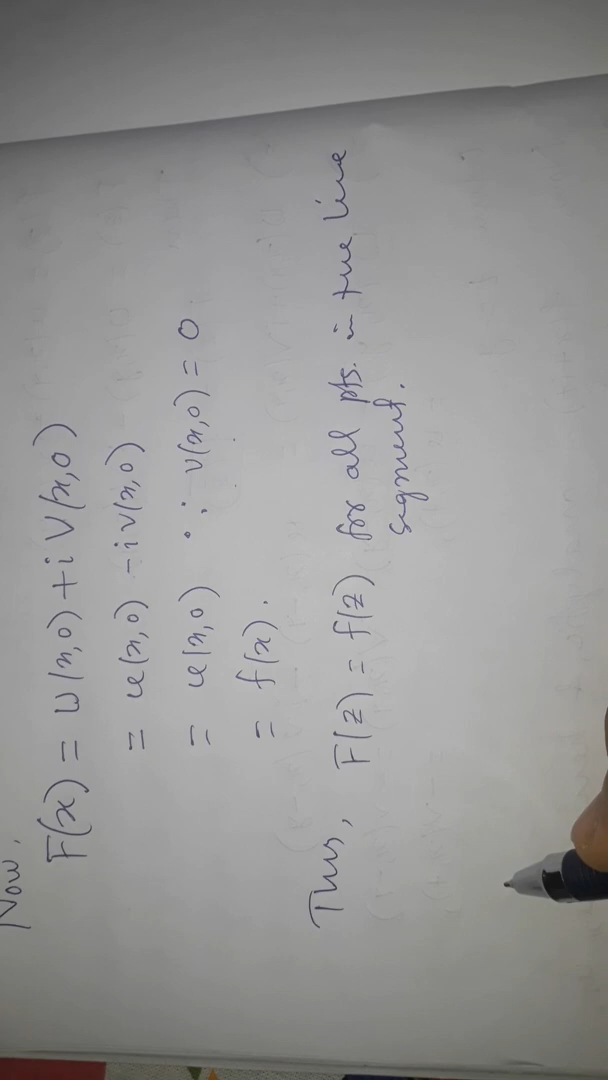 Now,
F(x) = U(x,0) + i V(x,0)
= u(x,0) - i v(x,0)
= u(x,0) ∵ v(x,0) = 0
= f(x).
Thus, F(z) = f(z) for all pts. in the line
segment.